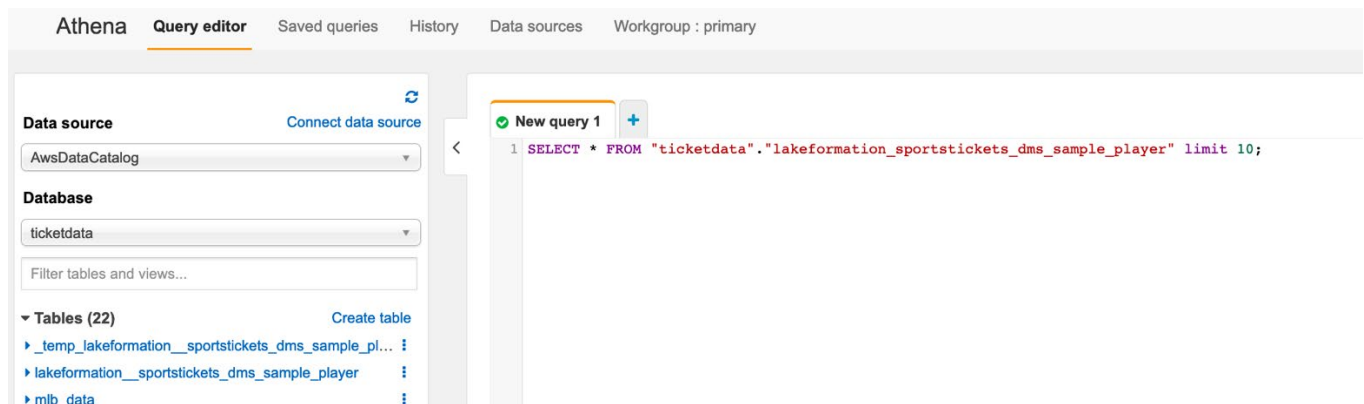 Athena Query editor Saved queries History Data sources Workgroup : primary
Data source Connect data source
AwsDataCatalog
Database
ticketdata
Filter tables and views...
Tables (22) Create table
_temp_lakeformation__sportstickets_dms_sample_pl...
lakeformation__sportstickets_dms_sample_player
mlb_data
New query 1 +
1 SELECT * FROM "ticketdata"."lakeformation_sportstickets_dms_sample_player" limit 10;